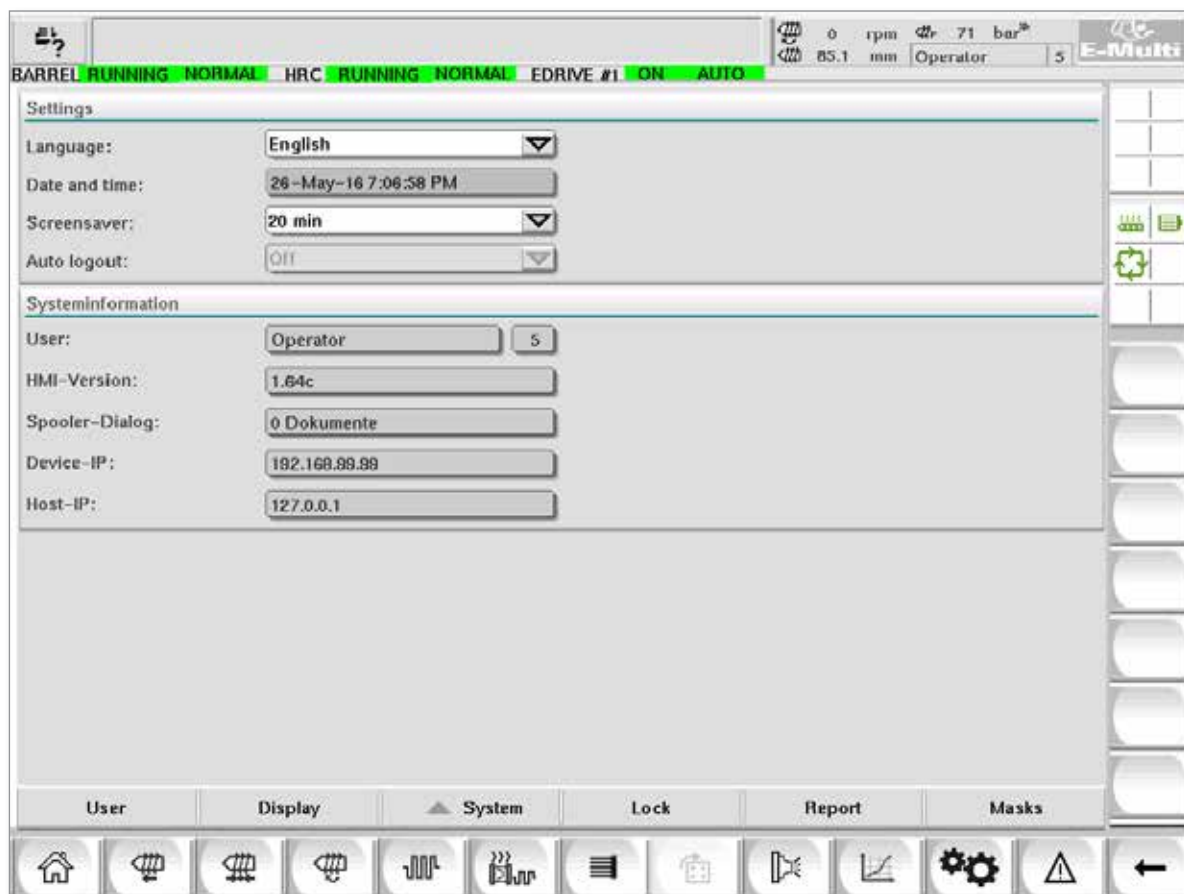 0 rpm 71 bar
85.1 mm Operator 5
E-Multi
BARREL RUNNING NORMAL HRC RUNNING NORMAL EDRIVE #1 ON AUTO
Settings
Language: English
Date and time: 26-May-16 7:06:58 PM
Screensaver: 20 min
Auto logout: Off
Systeminformation
User: Operator 5
HMI-Version: 1.64c
Spooler-Dialog: 0 Dokumente
Device-IP: 192.168.99.99
Host-IP: 127.0.0.1
User Display System Lock Report Masks